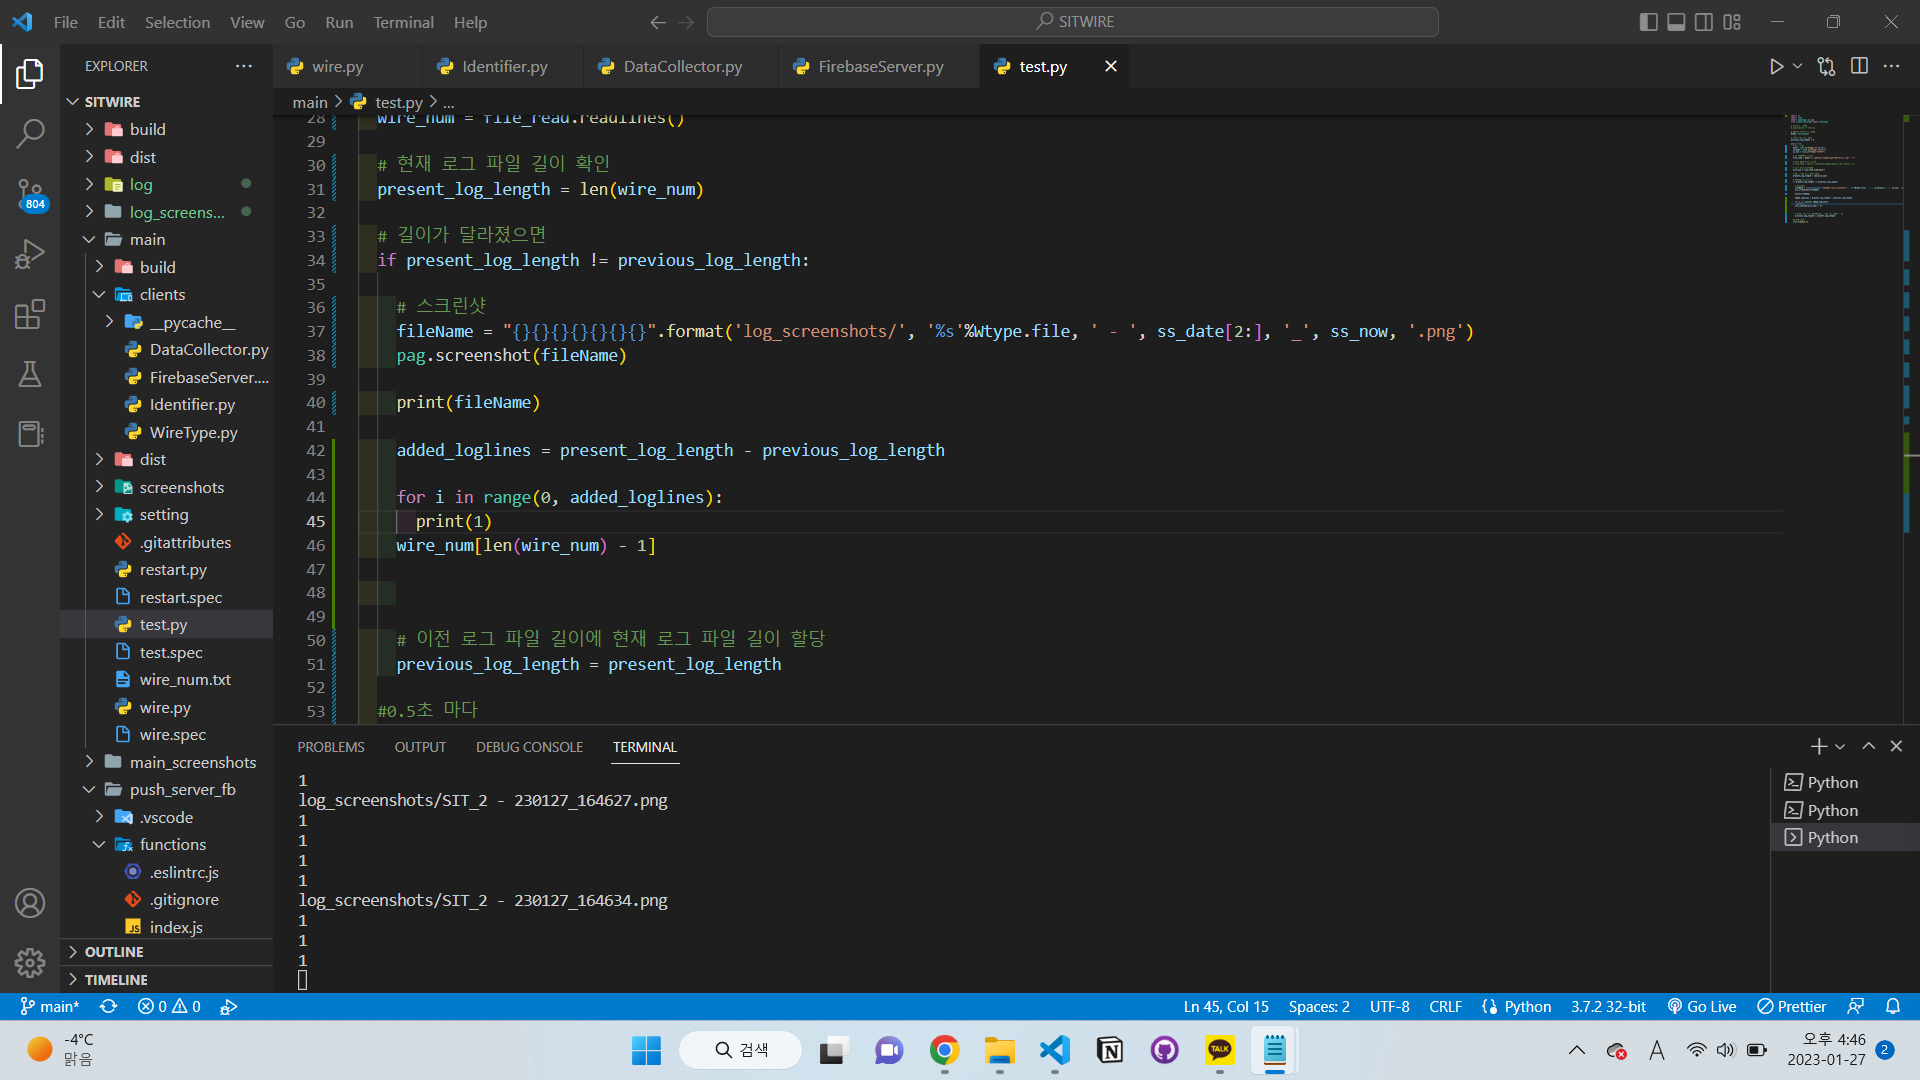 File Edit Selection View Go Run Terminal Help
SITWIRE
EXPLORER
wire.py
Identifier.py
DataCollector.py
FirebaseServer.py
test.py
main > test.py > ...
SITWIRE
build
dist
log
log_screens...
main
build
clients
__pycache__
DataCollector.py
FirebaseServer....
Identifier.py
WireType.py
dist
screenshots
setting
.gitattributes
restart.py
restart.spec
test.py
test.spec
wire_num.txt
wire.py
wire.spec
main_screenshots
push_server_fb
.vscode
functions
.eslintrc.js
.gitignore
index.js
OUTLINE
TIMELINE
804
28 wire_num = file_read.readlines()
29
30 # 현재 로그 파일 길이 확인
31 present_log_length = len(wire_num)
32
33 # 길이가 달라졌으면
34 if present_log_length != previous_log_length:
35
36 # 스크린샷
37 fileName = "{}{}{}{}{}{}{}".format('log_screenshots/', '%s'%Wtype.file, ' - ', ss_date[2:], '_', ss_now, '.png')
38 pag.screenshot(fileName)
39
40 print(fileName)
41
42 added_loglines = present_log_length - previous_log_length
43
44 for i in range(0, added_loglines):
45 print(1)
46 wire_num[len(wire_num) - 1]
47
48
49
50 # 이전 로그 파일 길이에 현재 로그 파일 길이 할당
51 previous_log_length = present_log_length
52
53 #0.5초 마다
PROBLEMS OUTPUT DEBUG CONSOLE TERMINAL
1
log_screenshots/SIT_2 - 230127_164627.png
1
1
1
1
log_screenshots/SIT_2 - 230127_164634.png
1
1
1
Python
Python
Python
main* 0 0
Ln 45, Col 15 Spaces: 2 UTF-8 CRLF Python 3.7.2 32-bit Go Live Prettier
-4°C
맑음
검색
TALK
A
오후 4:46
2023-01-27
2